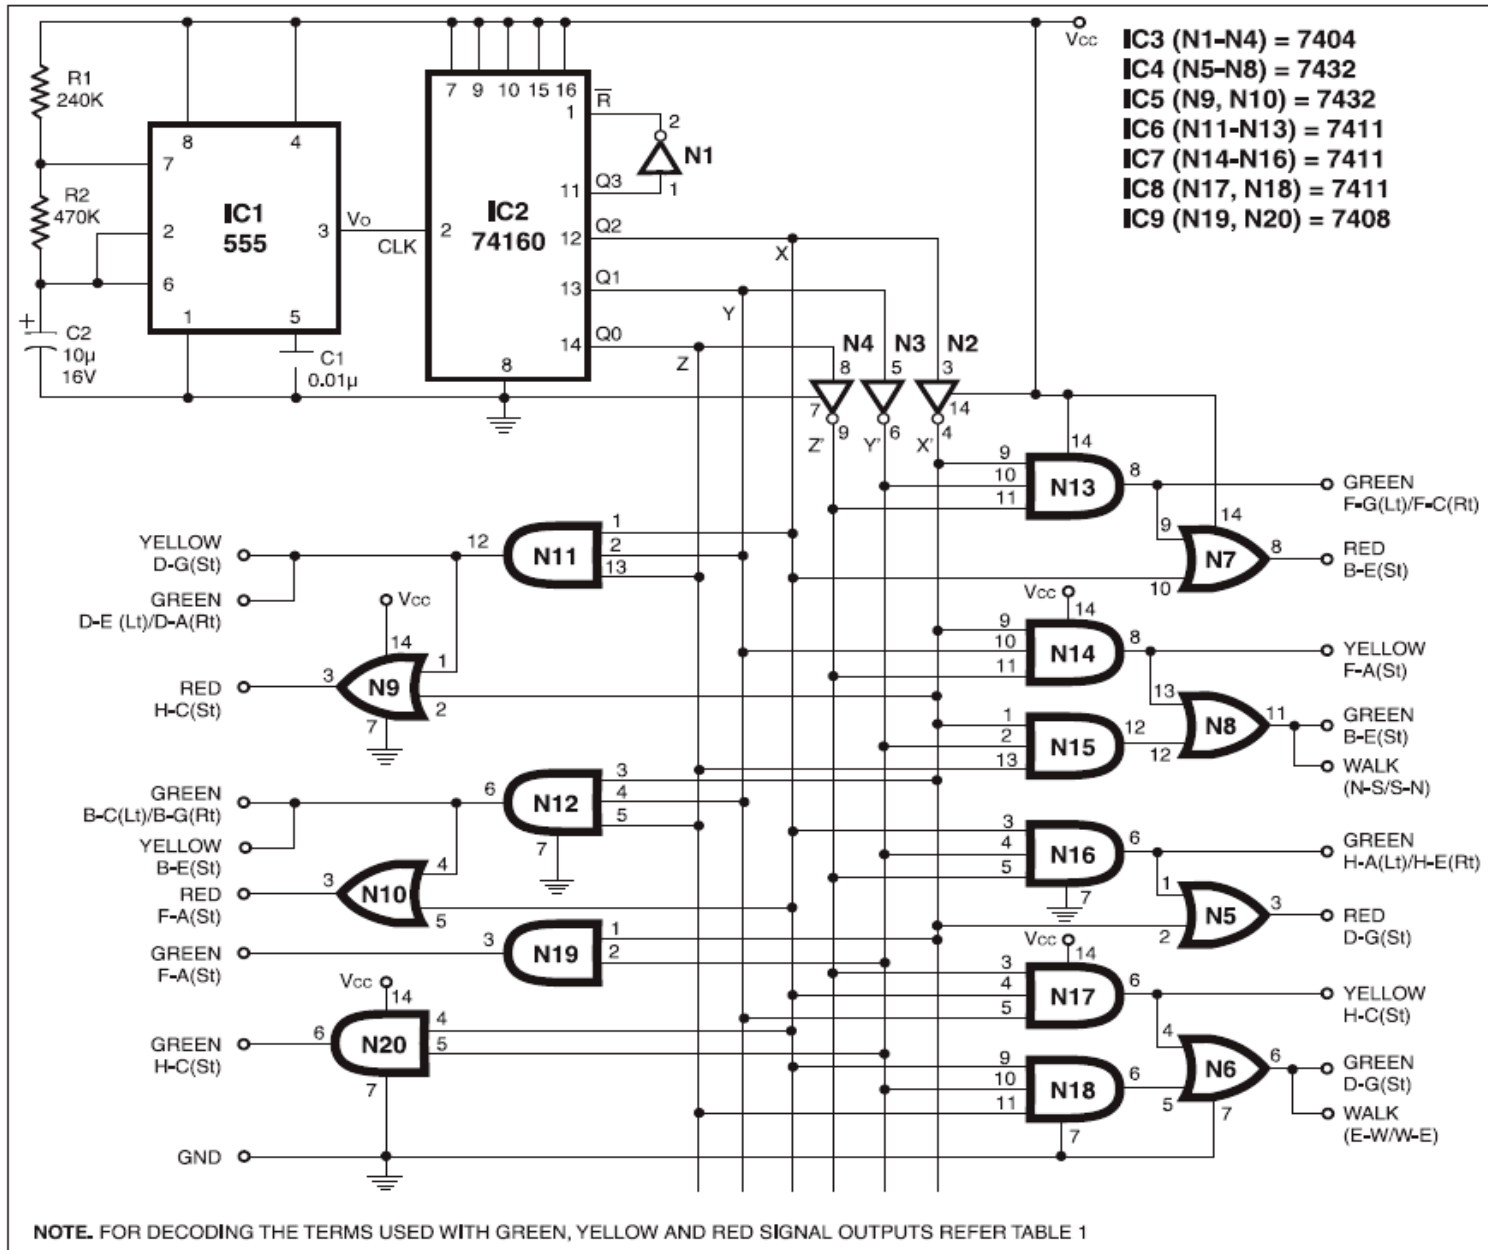 Vcc
IC3 (N1-N4) = 7404
IC4 (N5-N8) = 7432
IC5 (N9, N10) = 7432
IC6 (N11-N13) = 7411
IC7 (N14-N16) = 7411
IC8 (N17, N18) = 7411
IC9 (N19, N20) = 7408
R1
240K
R2
470K
+
C2
10µ
16V
8
4
7
2
6
1
5
3
IC1
555
Vo
CLK
C1
0.01µ
7
9
10
15
16
1
R
2
N1
1
11
Q3
IC2
74160
2
12
Q2
13
Q1
14
Q0
8
X
Y
Z
N4
N3
N2
8
5
3
7
14
9
6
4
Z'
Y'
X'
YELLOW
D-G(St)
GREEN
D-E (Lt)/D-A(Rt)
12
N11
1
2
13
Vcc
14
3
N9
1
2
7
RED
H-C(St)
GREEN
B-C(Lt)/B-G(Rt)
YELLOW
B-E(St)
6
N12
3
4
5
7
RED
F-A(St)
3
N10
4
5
GREEN
F-A(St)
3
N19
1
2
Vcc
14
GREEN
H-C(St)
6
N20
4
5
7
GND
9
10
11
14
N13
8
GREEN
F-G(Lt)/F-C(Rt)
9
10
14
N7
8
RED
B-E(St)
Vcc
14
9
10
11
N14
8
YELLOW
F-A(St)
1
2
13
N15
12
13
12
N8
11
GREEN
B-E(St)
WALK
(N-S/S-N)
3
4
5
N16
6
7
GREEN
H-A(Lt)/H-E(Rt)
1
2
N5
3
RED
D-G(St)
Vcc
14
3
4
5
N17
6
YELLOW
H-C(St)
9
10
11
N18
6
7
4
5
N6
6
7
GREEN
D-G(St)
WALK
(E-W/W-E)
NOTE. FOR DECODING THE TERMS USED WITH GREEN, YELLOW AND RED SIGNAL OUTPUTS REFER TABLE 1